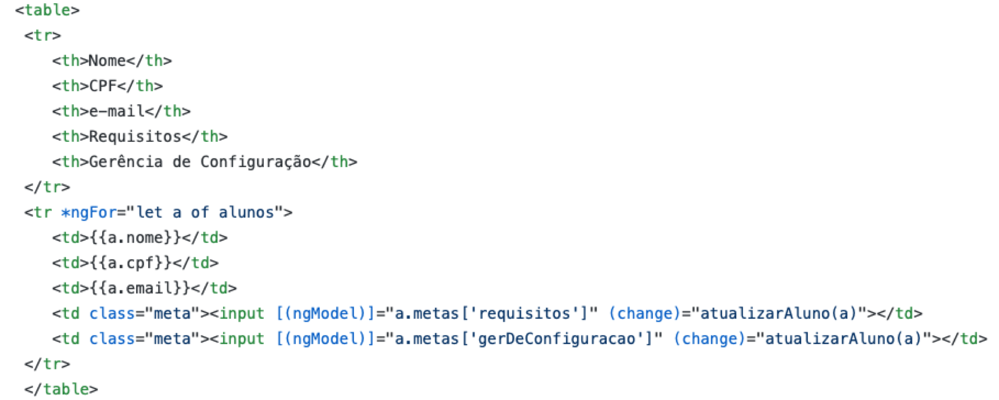 <table>
<tr>
<th>Nome</th>
<th>CPF</th>
<th>e-mail</th>
<th>Requisitos</th>
<th>Gerência de Configuração</th>
</tr>
<tr *ngFor="let a of alunos">
<td>{{a.nome}}</td>
<td>{{a.cpf}}</td>
<td>{{a.email}}</td>
<td class="meta"><input [(ngModel)]="a.metas['requisitos']" (change)="atualizarAluno(a)"></td>
<td class="meta"><input [(ngModel)]="a.metas['gerDeConfiguracao']" (change)="atualizarAluno(a)"></td>
</tr>
</table>